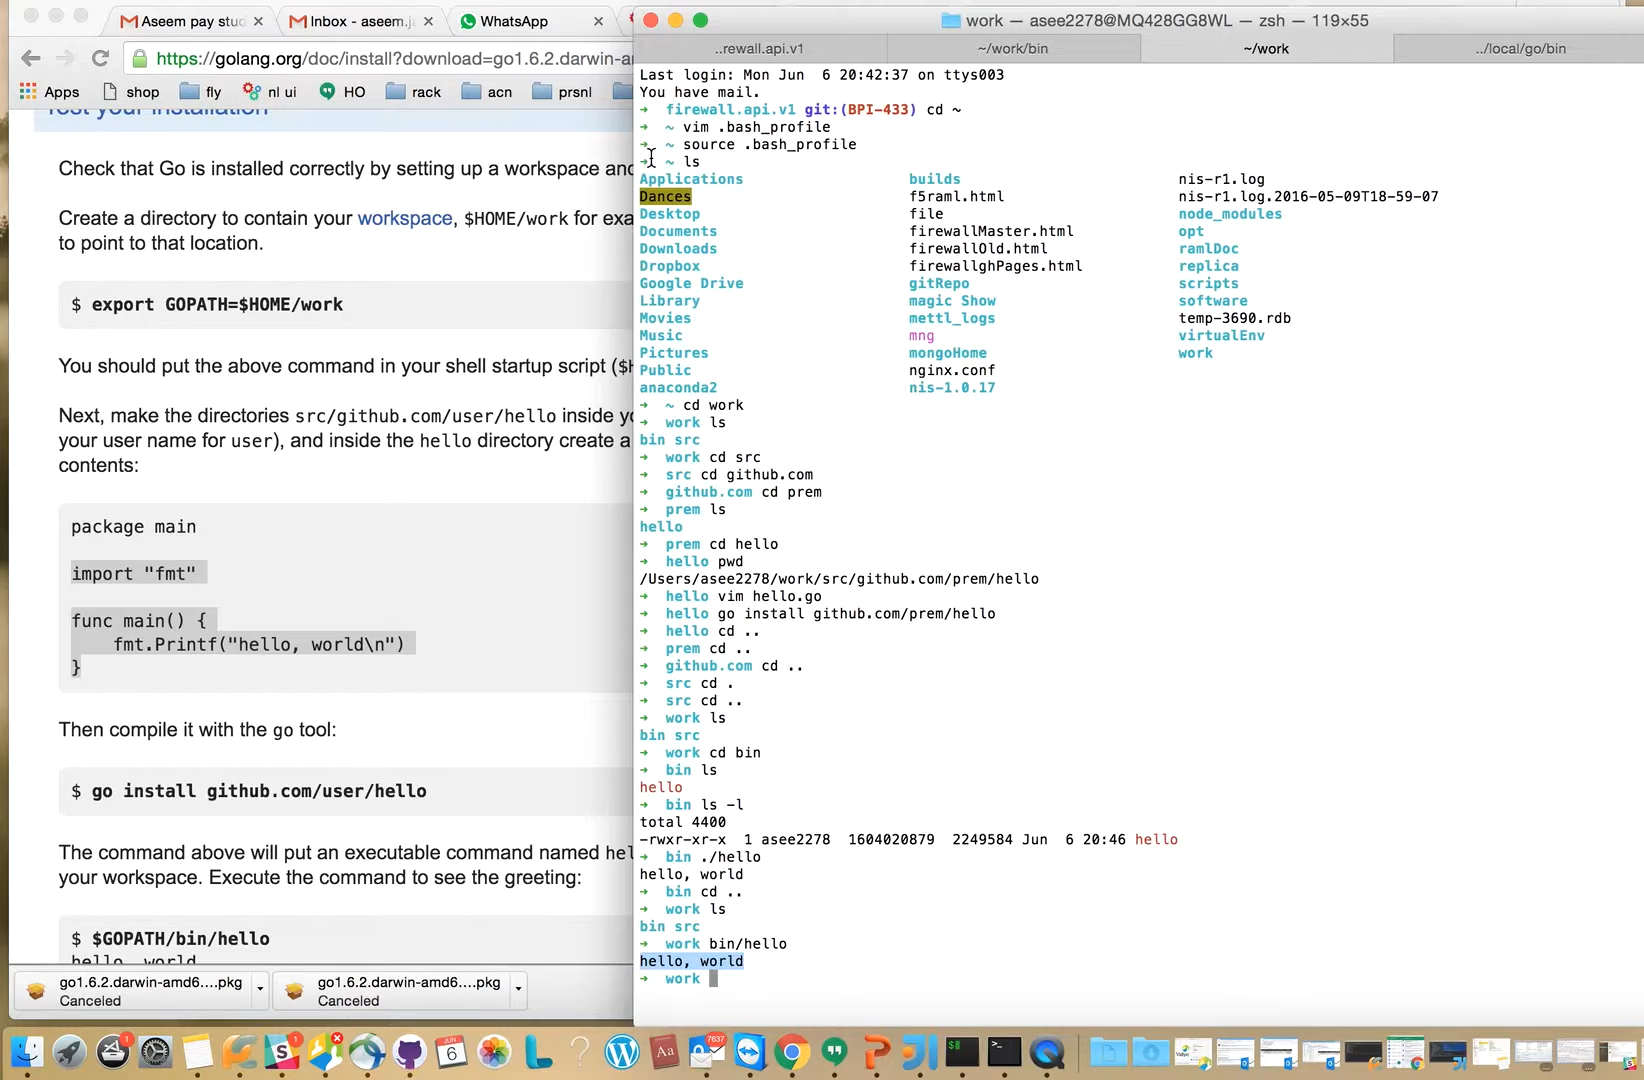 Aseem pay stu
Inbox - aseem.j
WhatsApp
work — asee2278@MQ428GG8WL — zsh — 119×55
https://golang.org/doc/install?download=go1.6.2.darwin-am
..rewall.api.v1
~/work/bin
~/work
../local/go/bin
Apps
shop
fly
nl ui
HO
rack
acn
prsnl
Test your installation
Check that Go is installed correctly by setting up a workspace and
Create a directory to contain your workspace, $HOME/work for exa
to point to that location.
$ export GOPATH=$HOME/work
You should put the above command in your shell startup script ($H
Next, make the directories src/github.com/user/hello inside yo
your user name for user), and inside the hello directory create a
contents:
package main
import "fmt"
func main() {
fmt.Printf("hello, world\n")
}
Then compile it with the go tool:
$ go install github.com/user/hello
The command above will put an executable command named hel
your workspace. Execute the command to see the greeting:
$ $GOPATH/bin/hello
hello, world
go1.6.2.darwin-amd6....pkg
Canceled
go1.6.2.darwin-amd6....pkg
Canceled
Last login: Mon Jun  6 20:42:37 on ttys003
You have mail.
➜  firewall.api.v1 git:(BPI-433) cd ~
➜  ~ vim .bash_profile
➜  ~ source .bash_profile
➜  ~ ls
Applications builds nis-r1.log
Dances f5raml.html nis-r1.log.2016-05-09T18-59-07
Desktop file node_modules
Documents firewallMaster.html opt
Downloads firewallOld.html ramlDoc
Dropbox firewallghPages.html replica
Google Drive gitRepo scripts
Library magic Show software
Movies mettl_logs temp-3690.rdb
Music mng virtualEnv
Pictures mongoHome work
Public nginx.conf
anaconda2 nis-1.0.17
➜  ~ cd work
➜  work ls
bin src
➜  work cd src
➜  src cd github.com
➜  github.com cd prem
➜  prem ls
hello
➜  prem cd hello
➜  hello pwd
/Users/asee2278/work/src/github.com/prem/hello
➜  hello vim hello.go
➜  hello go install github.com/prem/hello
➜  hello cd ..
➜  prem cd ..
➜  github.com cd ..
➜  src cd .
➜  src cd ..
➜  work ls
bin src
➜  work cd bin
➜  bin ls
hello
➜  bin ls -l
total 4400
-rwxr-xr-x  1 asee2278  1604020879  2249584 Jun  6 20:46 hello
➜  bin ./hello
hello, world
➜  bin cd ..
➜  work ls
bin src
➜  work bin/hello
hello, world
➜  work
JUN
6
Aa
7637